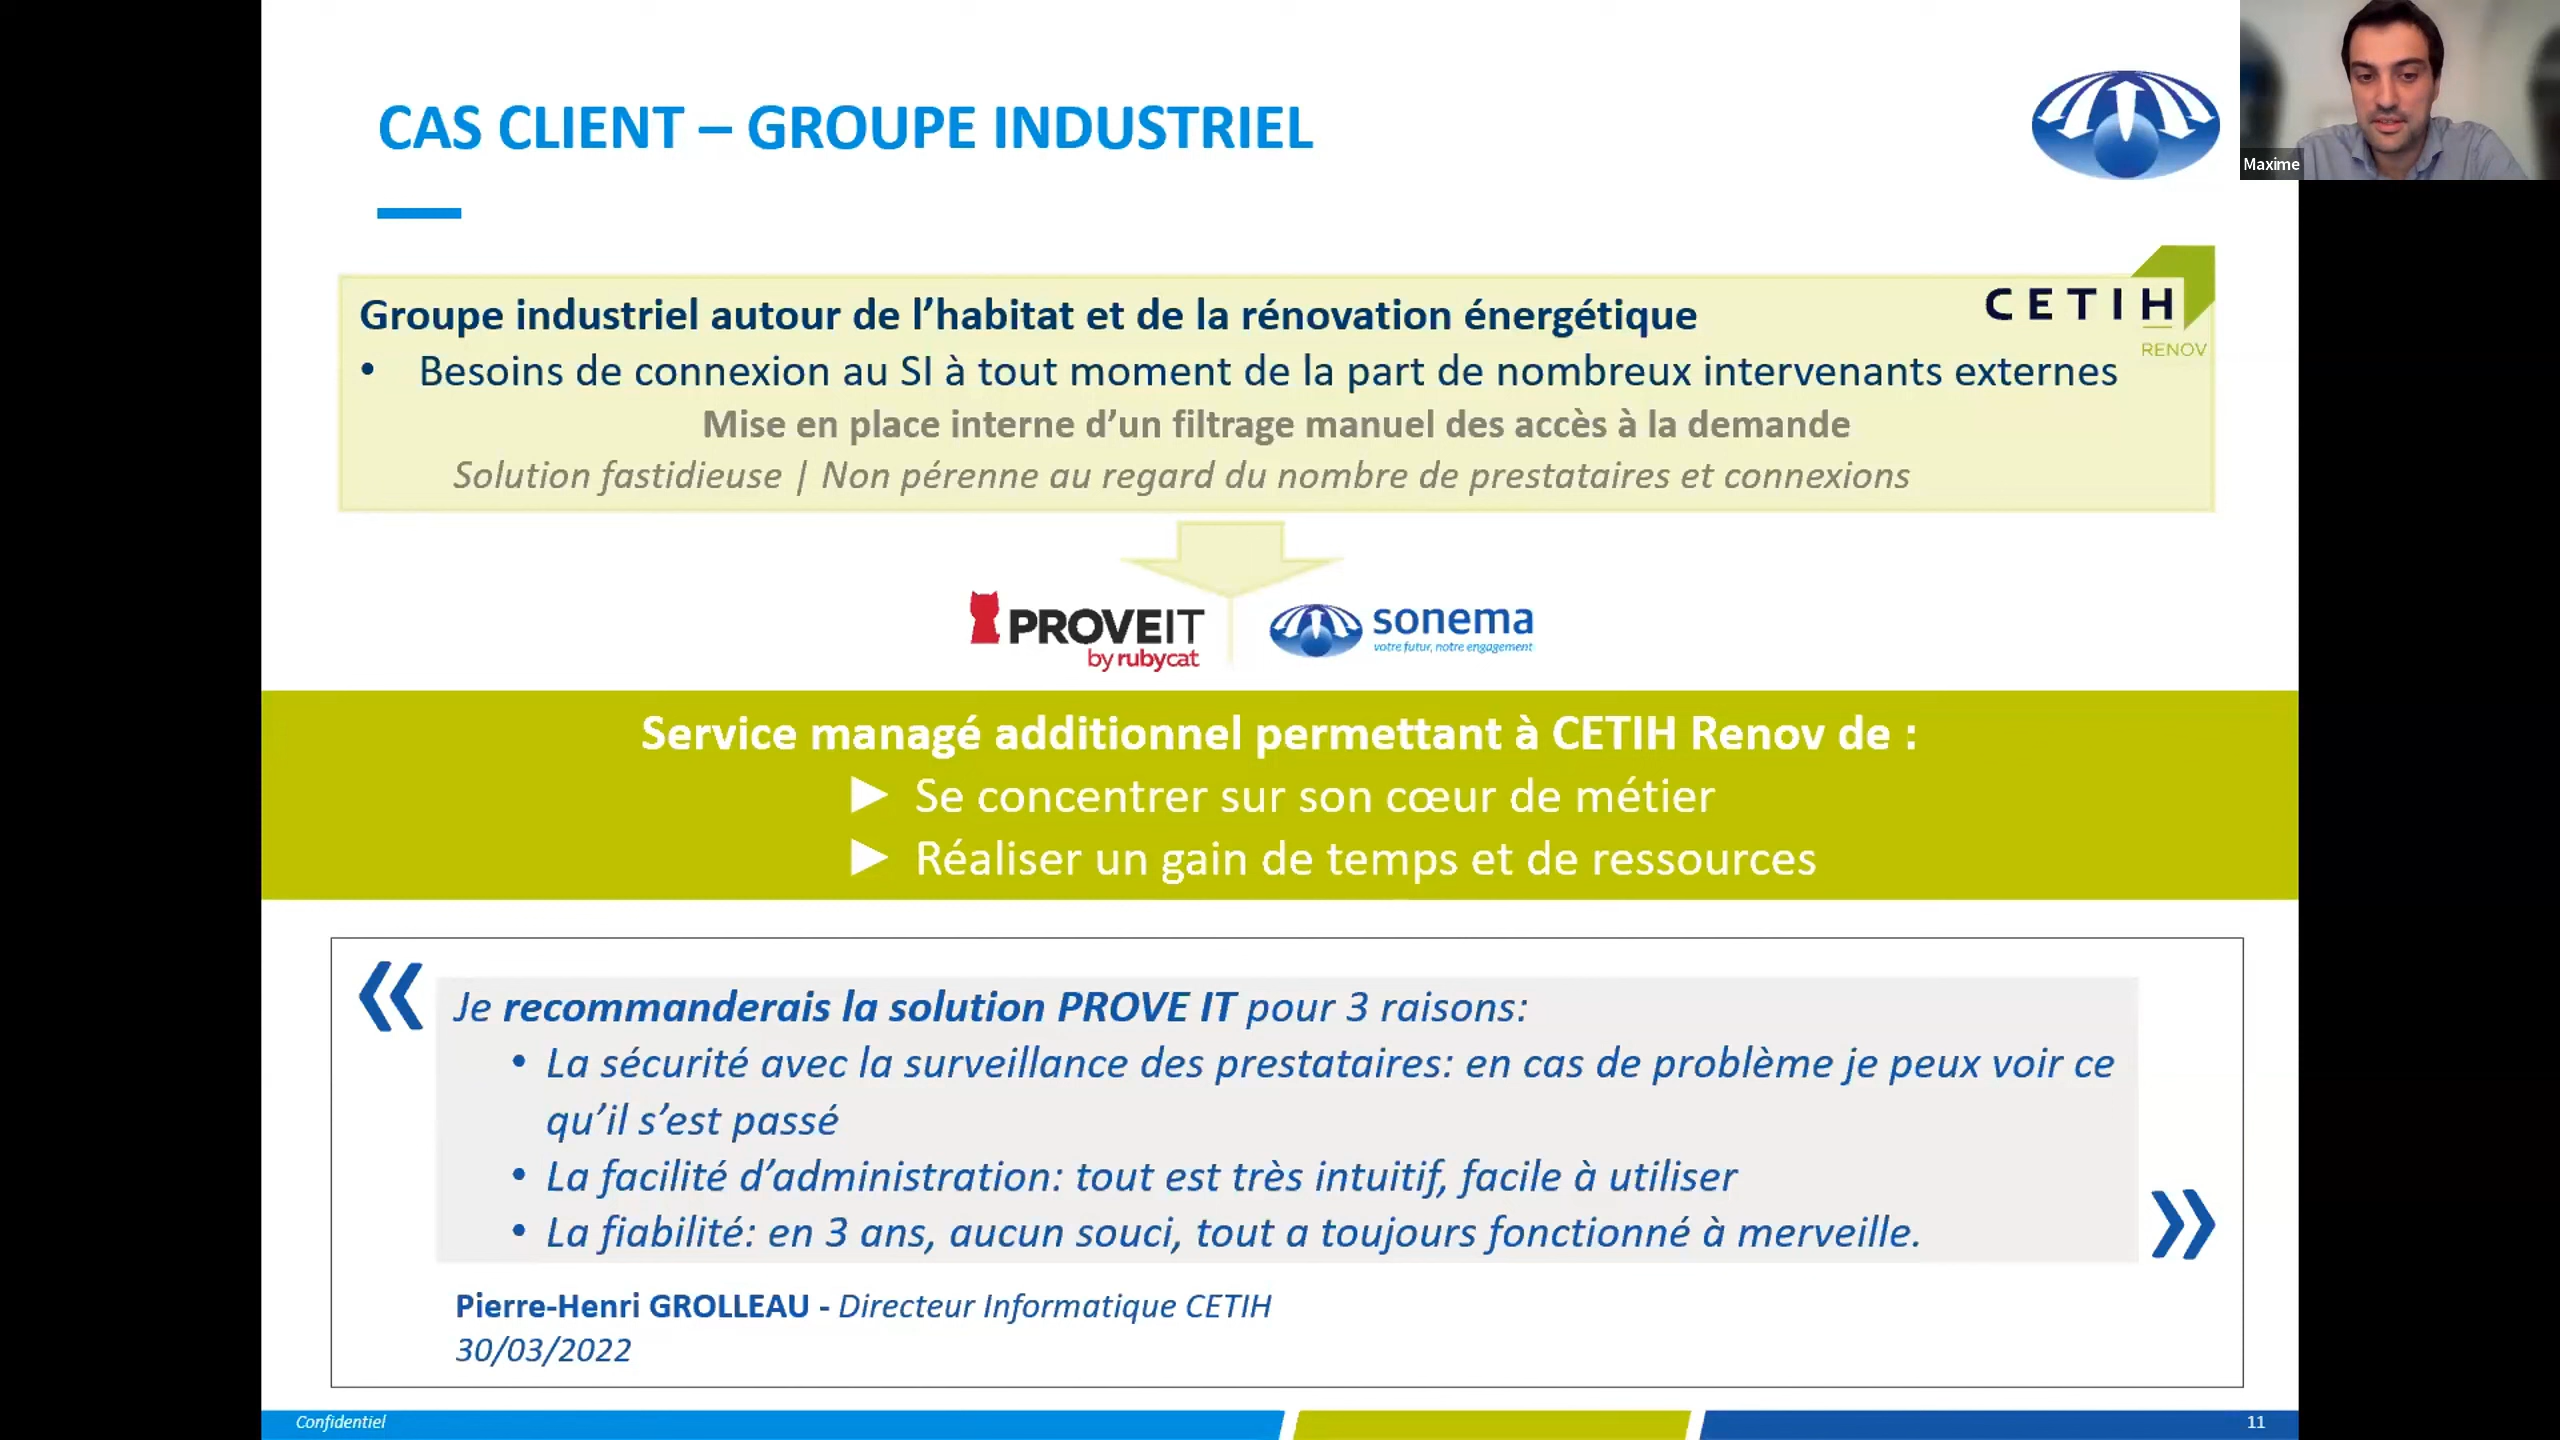 CAS CLIENT – GROUPE INDUSTRIEL
Maxime
CETIH
RENOV
Groupe industriel autour de l’habitat et de la rénovation énergétique
• Besoins de connexion au SI à tout moment de la part de nombreux intervenants externes
Mise en place interne d’un filtrage manuel des accès à la demande
Solution fastidieuse | Non pérenne au regard du nombre de prestataires et connexions
PROVEIT
by rubycat
sonema
votre futur, notre engagement
Service managé additionnel permettant à CETIH Renov de :
► Se concentrer sur son cœur de métier
► Réaliser un gain de temps et de ressources
«
Je recommanderais la solution PROVE IT pour 3 raisons:
• La sécurité avec la surveillance des prestataires: en cas de problème je peux voir ce
qu’il s’est passé
• La facilité d’administration: tout est très intuitif, facile à utiliser
• La fiabilité: en 3 ans, aucun souci, tout a toujours fonctionné à merveille.
»
Pierre-Henri GROLLEAU - Directeur Informatique CETIH
30/03/2022
Confidentiel
11